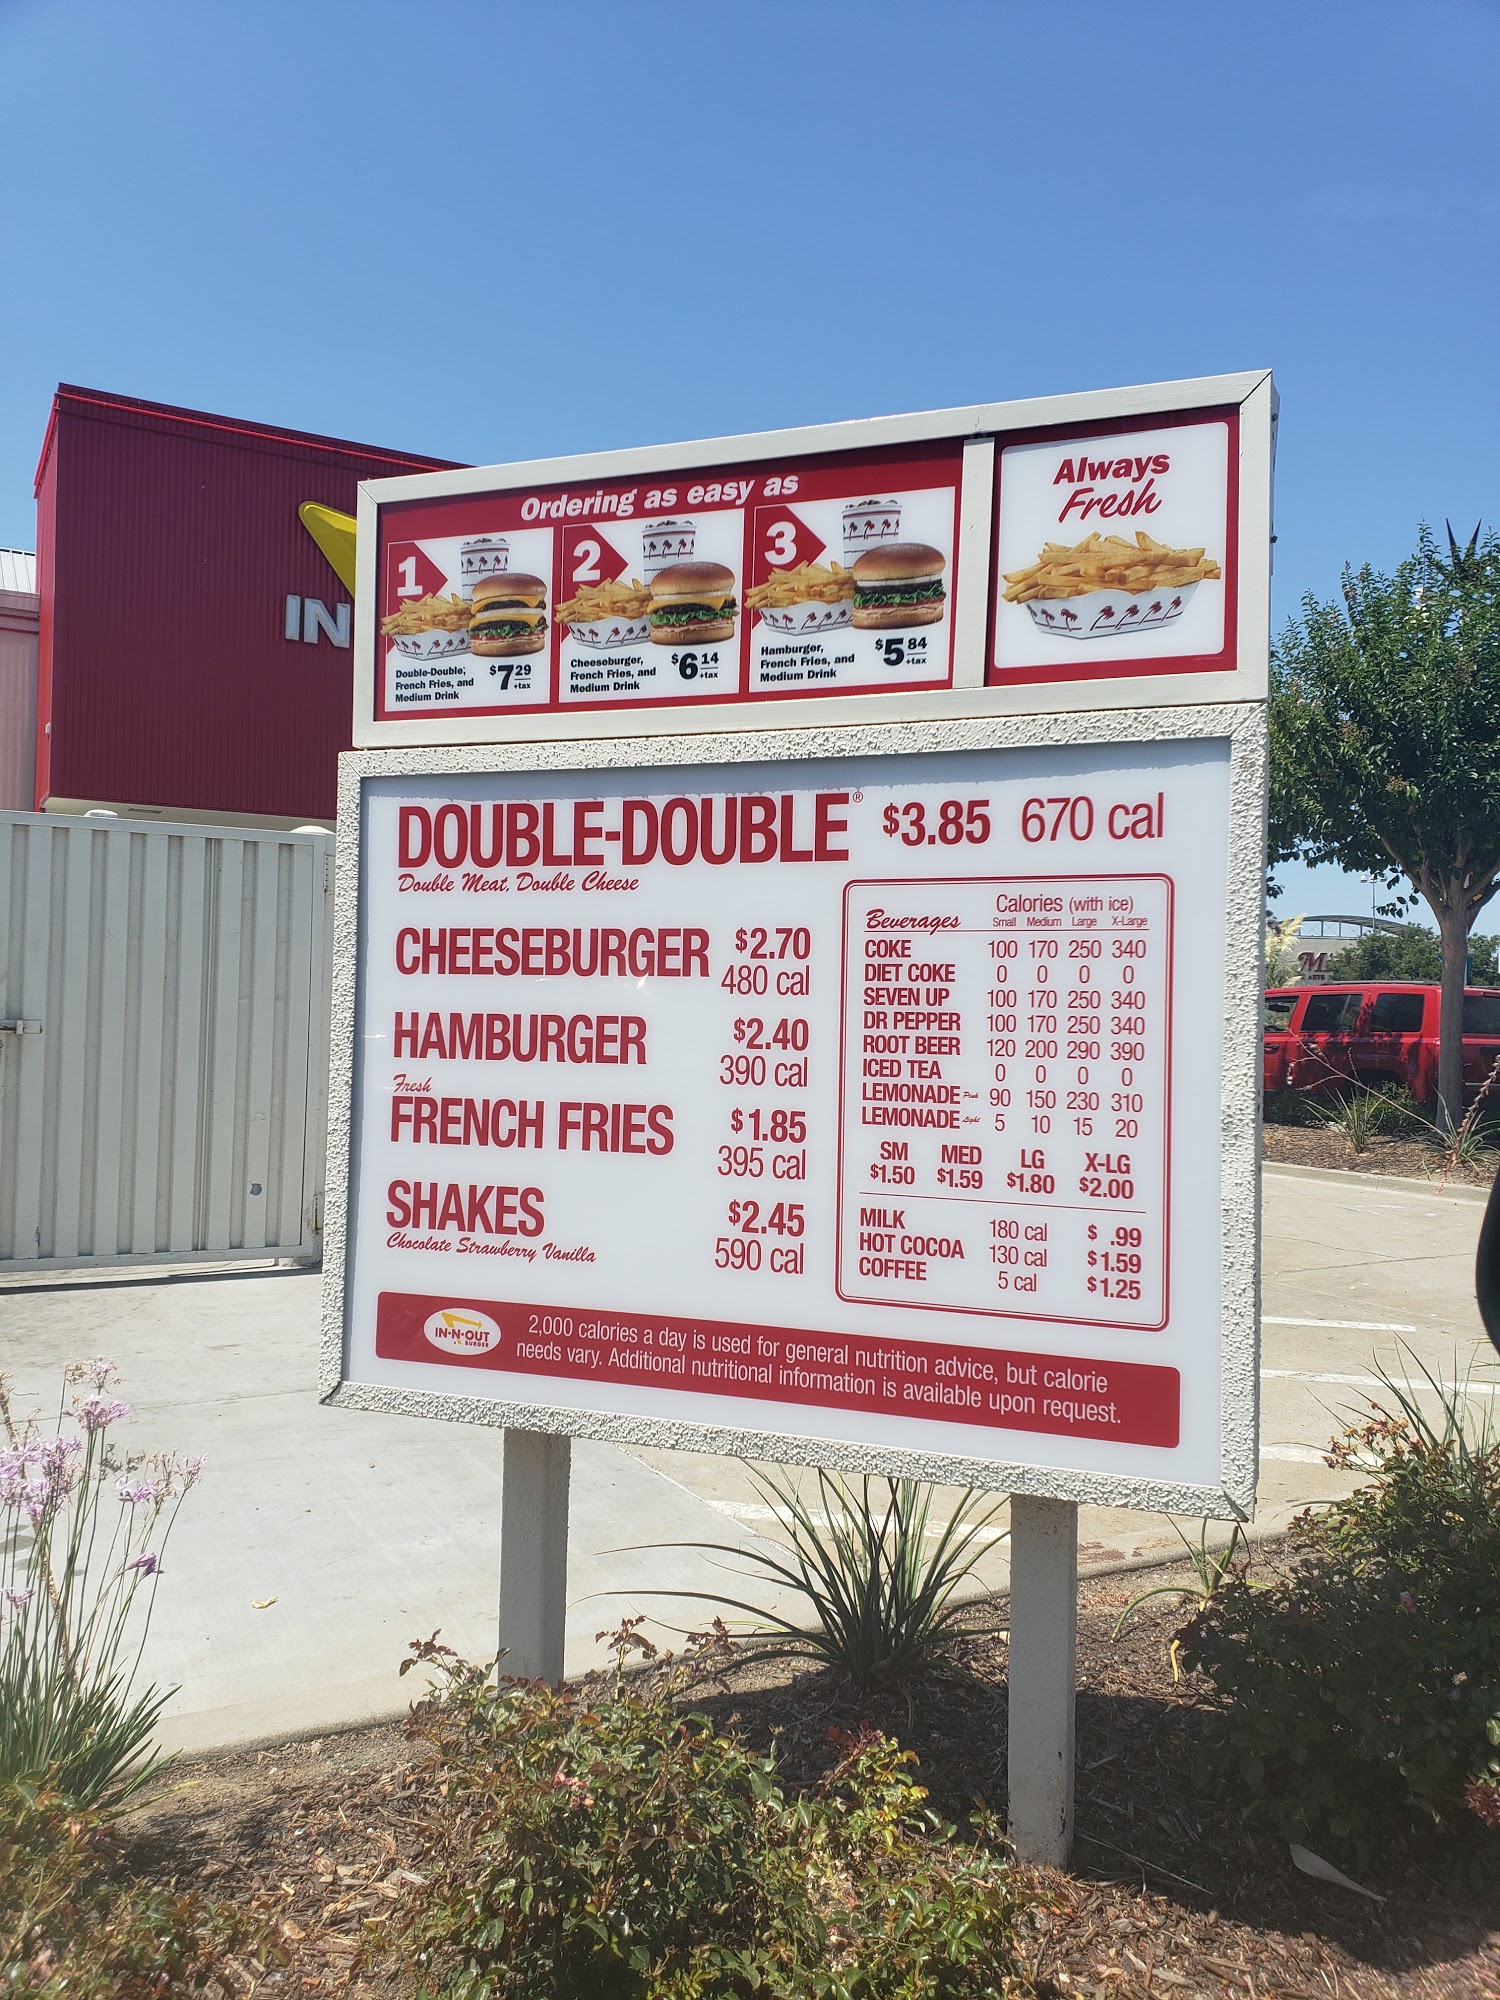 IN
Ordering as easy as
1
Double-Double,
French Fries, and
Medium Drink
$7 29
+tax
2
Cheeseburger,
French Fries, and
Medium Drink
$6 14
+tax
3
Hamburger,
French Fries, and
Medium Drink
$5 84
+tax
Always
Fresh
DOUBLE-DOUBLE® $3.85 670 cal
Double Meat, Double Cheese
CHEESEBURGER $2.70
480 cal
HAMBURGER $2.40
390 cal
Fresh
FRENCH FRIES $1.85
395 cal
SHAKES $2.45
Chocolate Strawberry Vanilla 590 cal
Calories (with ice)
Beverages Small Medium Large X-Large
COKE 100 170 250 340
DIET COKE 0 0 0 0
SEVEN UP 100 170 250 340
DR PEPPER 100 170 250 340
ROOT BEER 120 200 290 390
ICED TEA 0 0 0 0
LEMONADE Pink 90 150 230 310
LEMONADE Light 5 10 15 20
SM MED LG X-LG
$1.50 $1.59 $1.80 $2.00
MILK 180 cal $ .99
HOT COCOA 130 cal $1.59
COFFEE 5 cal $1.25
IN-N-OUT
BURGER
2,000 calories a day is used for general nutrition advice, but calorie
needs vary. Additional nutritional information is available upon request.
M